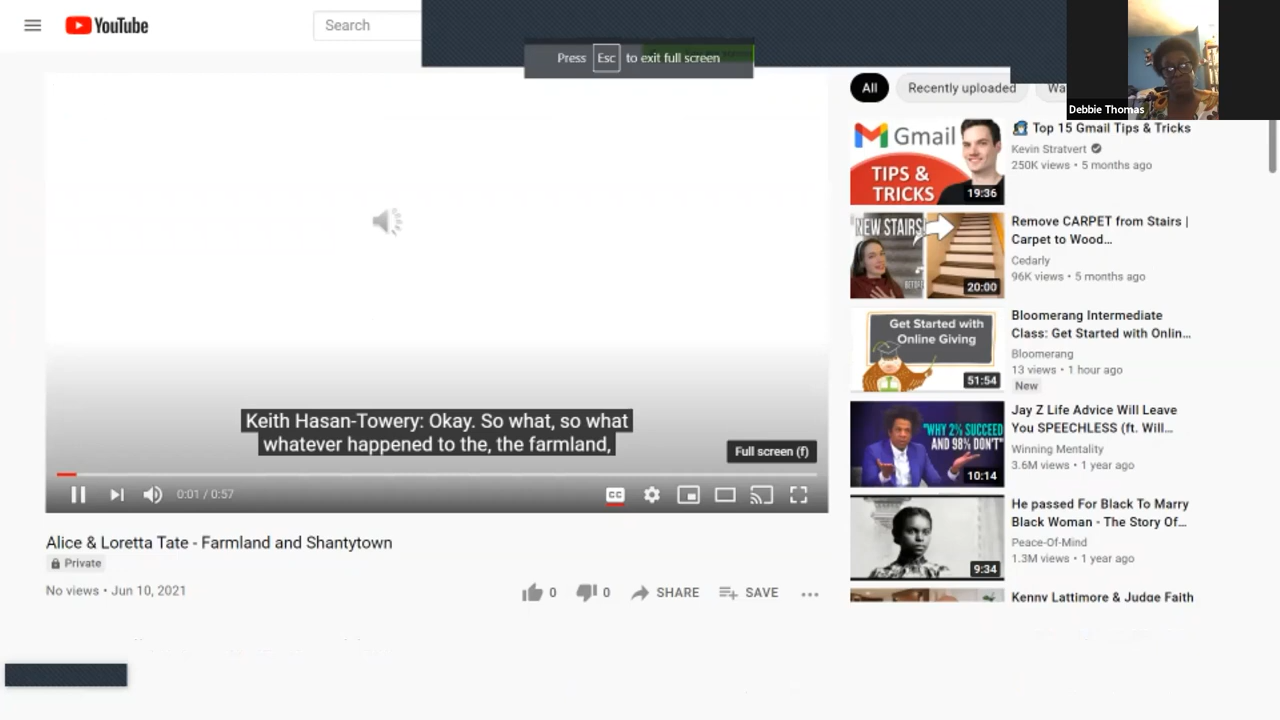 YouTube
Search
Press Esc to exit full screen
Debbie Thomas
All
Recently uploaded
Gmail
TIPS &
TRICKS
19:36
Top 15 Gmail Tips & Tricks
Kevin Stratvert
250K views • 5 months ago
NEW STAIRS
20:00
Remove CARPET from Stairs |
Carpet to Wood…
Cedarly
96K views • 5 months ago
Get Started with
Online Giving
51:54
Bloomerang Intermediate
Class: Get Started with Onlin…
Bloomerang
13 views • 1 hour ago
New
"WHY 2% SUCCEED
AND 98% DON'T"
10:14
Jay Z Life Advice Will Leave
You SPEECHLESS (ft. Will…
Winning Mentality
3.6M views • 1 year ago
9:34
He passed For Black To Marry
Black Woman - The Story Of…
Peace-Of-Mind
1.3M views • 1 year ago
Kenny Lattimore & Judge Faith
Keith Hasan-Towery: Okay. So what, so what
whatever happened to the, the farmland,
Full screen (f)
0:01 / 0:57
CC
Alice & Loretta Tate - Farmland and Shantytown
Private
No views • Jun 10, 2021
0
0
SHARE
SAVE